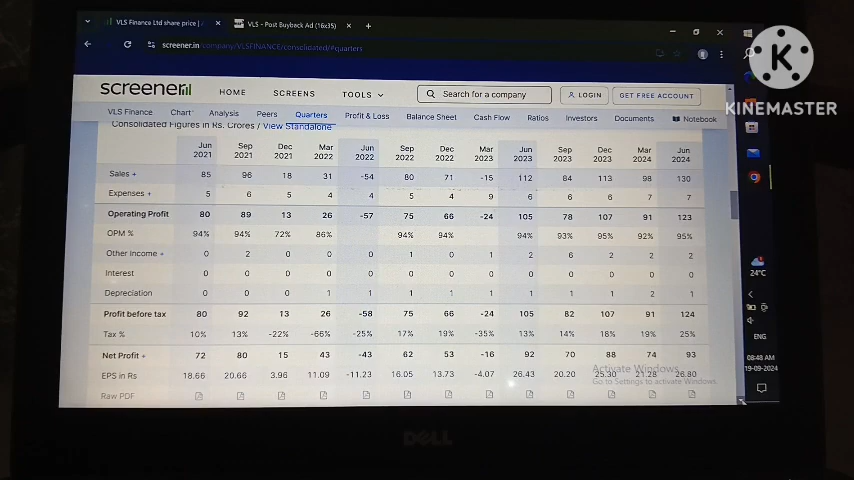 VLS Finance Ltd share price |
VLS - Post Buyback Ad (16x35)
screener.in/company/VLSFINANCE/consolidated/#quarters
screener
HOME
SCREENS
TOOLS
Search for a company
LOGIN
GET FREE ACCOUNT
KINEMASTER
VLS Finance Chart Analysis Peers Quarters Profit & Loss Balance Sheet Cash Flow Ratios Investors Documents Notebook
Consolidated Figures in Rs. Crores / View Standalone
Jun 2021 Sep 2021 Dec 2021 Mar 2022 Jun 2022 Sep 2022 Dec 2022 Mar 2023 Jun 2023 Sep 2023 Dec 2023 Mar 2024 Jun 2024
Sales + 85 96 18 31 -54 80 71 -15 112 84 113 98 130
Expenses + 5 6 5 4 4 5 4 9 6 6 6 7 7
Operating Profit 80 89 13 26 -57 75 66 -24 105 78 107 91 123
OPM % 94% 94% 72% 86% 94% 94% 94% 93% 95% 92% 95%
Other Income + 0 2 0 0 0 1 0 1 2 6 2 2 2
Interest 0 0 0 0 0 0 0 0 0 0 0 0 0
Depreciation 0 0 0 1 1 1 1 1 1 1 1 2 1
Profit before tax 80 92 13 26 -58 75 66 -24 105 82 107 91 124
Tax % 10% 13% -22% -66% -25% 17% 19% -35% 13% 14% 18% 19% 25%
Net Profit + 72 80 15 43 -43 62 53 -16 92 70 88 74 93
EPS in Rs 18.66 20.66 3.96 11.09 -11.23 16.05 13.73 -4.07 26.43 20.20 25.30 21.28 26.80
Raw PDF
Activate Windows
Go to Settings to activate Windows.
24°C
ENG
08:48 AM
19-09-2024
DELL